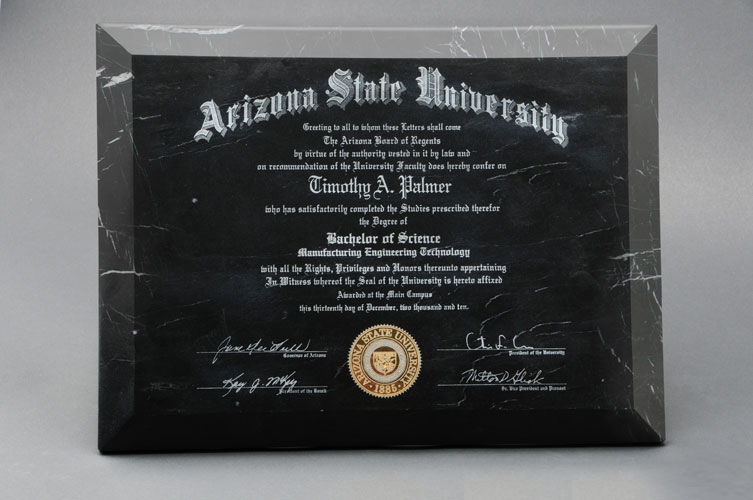 Arizona State University
Greeting to all to whom these Letters shall come
The Arizona Board of Regents
by virtue of the authority vested in it by law and
on recommendation of the University Faculty does hereby confer on
Timothy A. Palmer
who has satisfactorily completed the Studies prescribed therefor
the Degree of
Bachelor of Science
Manufacturing Engineering Technology
with all the Rights, Privileges and Honors thereunto appertaining
In Witness whereof the Seal of the University is hereto affixed
Awarded at the Main Campus
this thirteenth day of December, two thousand and ten.
Governor of Arizona
President of the University
ARIZONA STATE UNIVERSITY
1885
President of the
Sr. Vice President and Provost